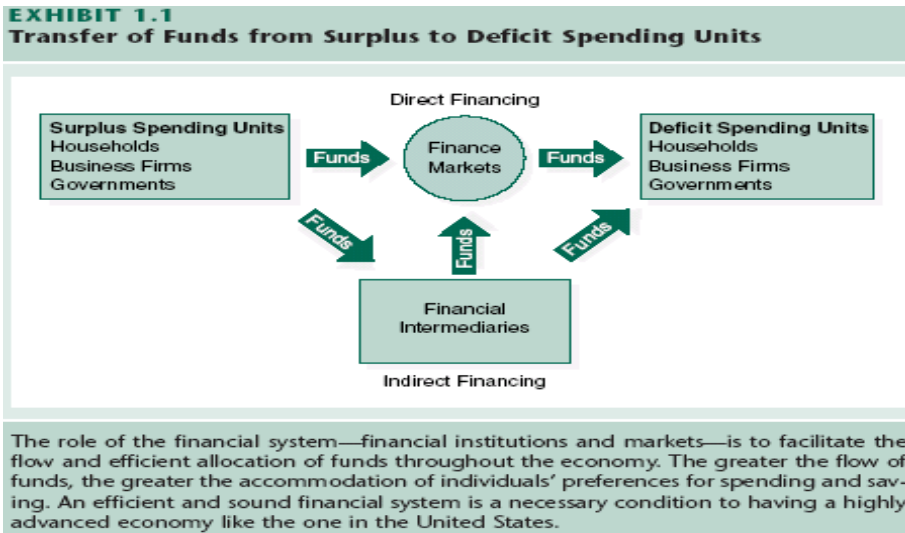 EXHIBIT 1.1
Transfer of Funds from Surplus to Deficit Spending Units
Direct Financing
Surplus Spending Units
Households
Business Firms
Governments
Funds
Finance
Markets
Funds
Deficit Spending Units
Households
Business Firms
Governments
Funds
Funds
Funds
Financial
Intermediaries
Indirect Financing
The role of the financial system—financial institutions and markets—is to facilitate the
flow and efficient allocation of funds throughout the economy. The greater the flow of
funds, the greater the accommodation of individuals' preferences for spending and sav-
ing. An efficient and sound financial system is a necessary condition to having a highly
advanced economy like the one in the United States.